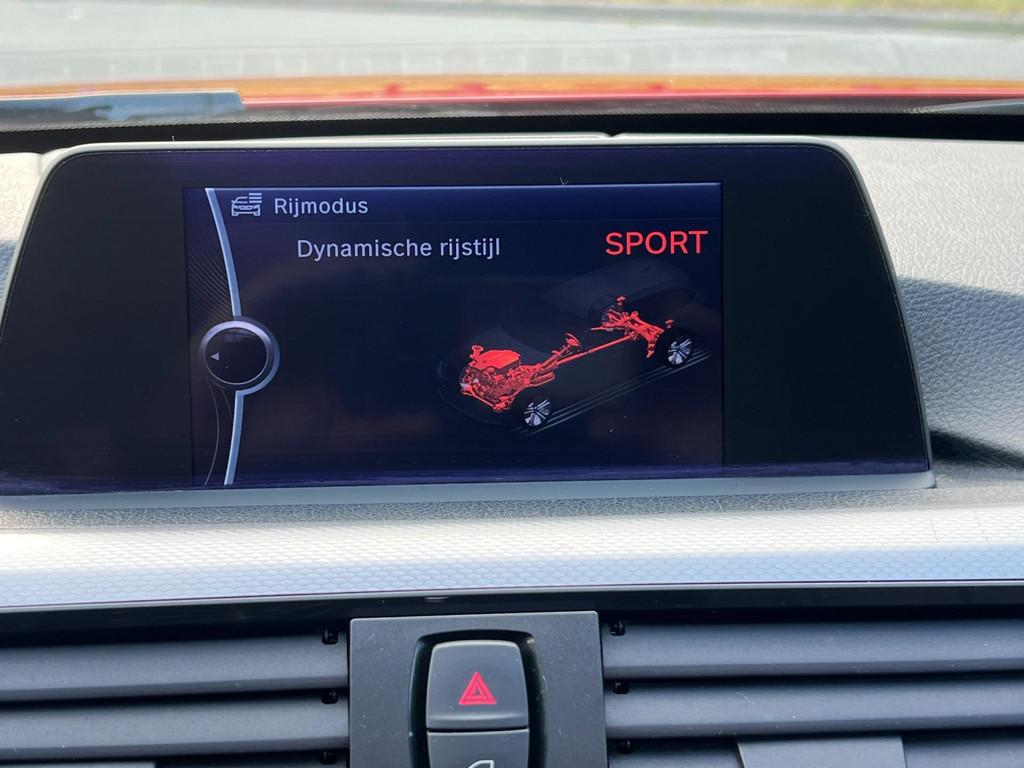 Rijmodus
Dynamische rijstijl
SPORT